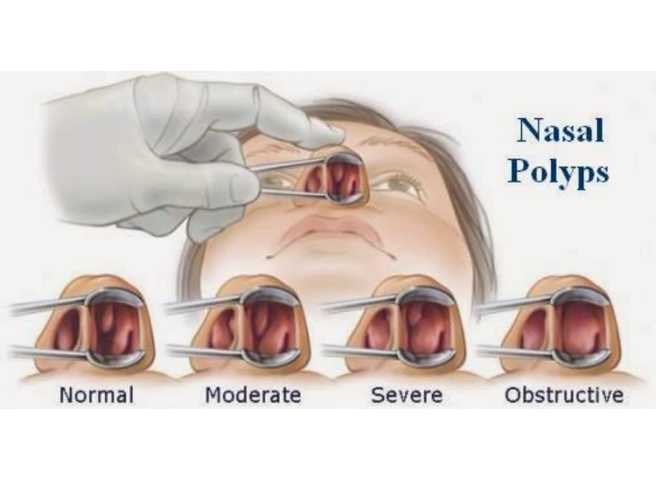 Nasal
Polyps
Normal
Moderate
Severe
Obstructive